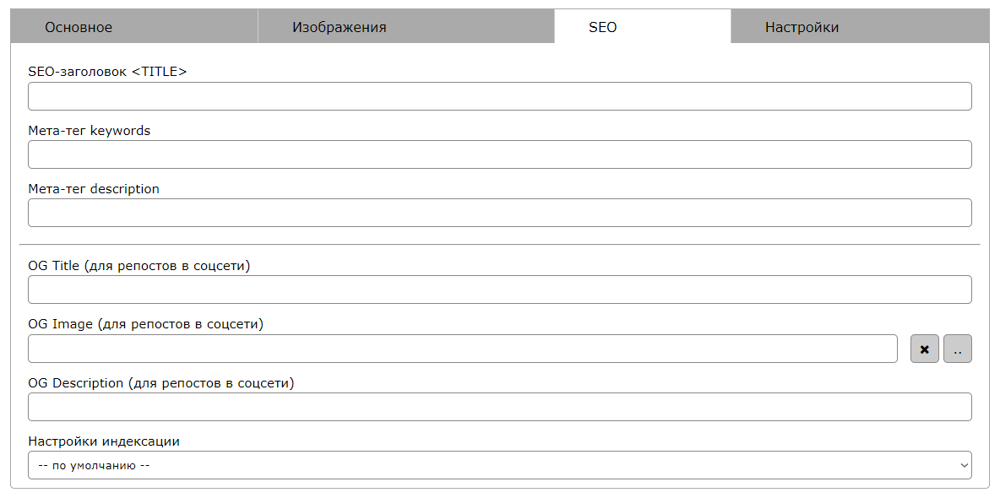 Основное Изображения SEO Настройки
SEO-заголовок <TITLE>
Мета-тег keywords
Мета-тег description
OG Title (для репостов в соцсети)
OG Image (для репостов в соцсети)
✖ ..
OG Description (для репостов в соцсети)
Настройки индексации
-- по умолчанию --